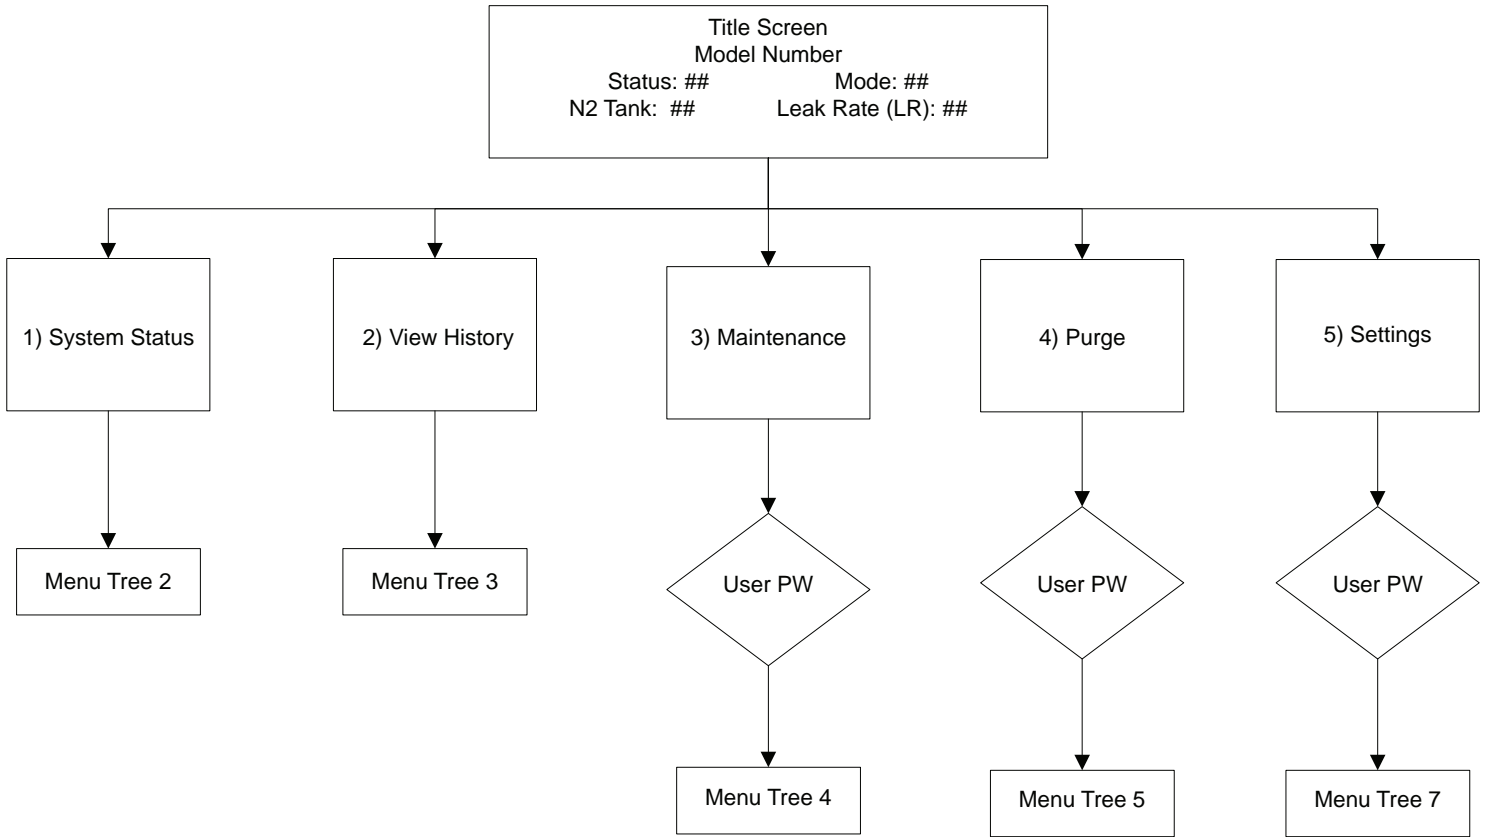 Title Screen
Model Number
Status: ## Mode: ##
N2 Tank: ## Leak Rate (LR): ##
1) System Status
2) View History
3) Maintenance
4) Purge
5) Settings
Menu Tree 2
Menu Tree 3
User PW
User PW
User PW
Menu Tree 4
Menu Tree 5
Menu Tree 7